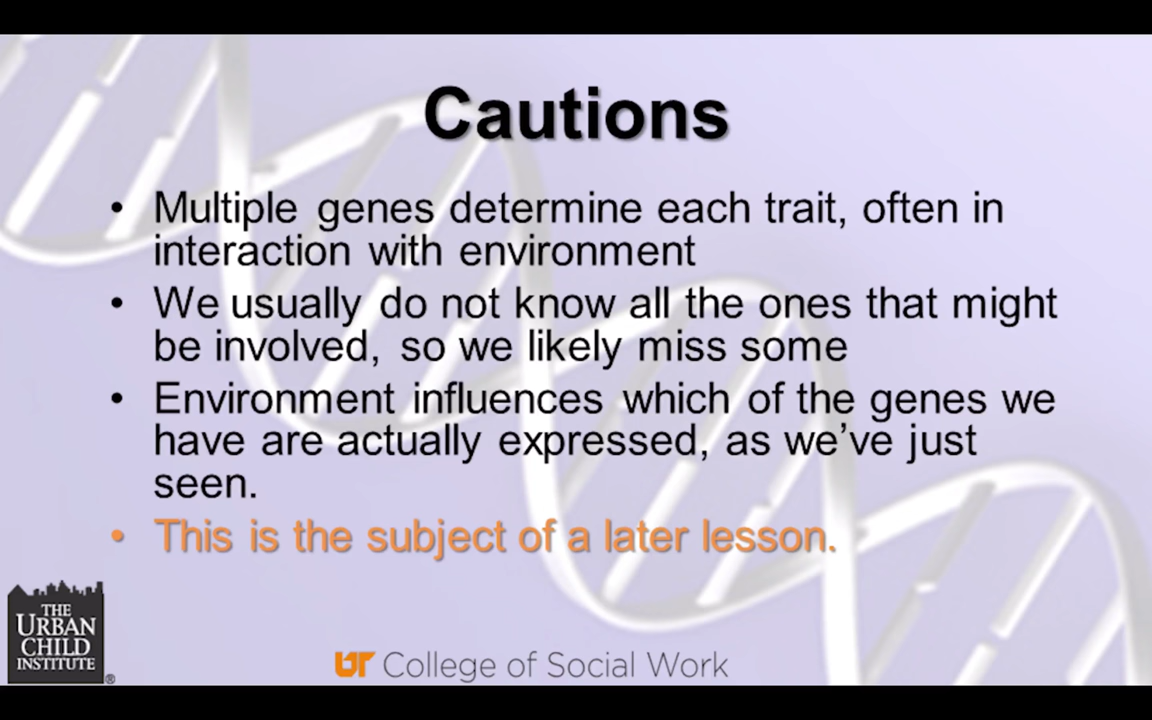 Cautions
• Multiple genes determine each trait, often in
interaction with environment
• We usually do not know all the ones that might
be involved, so we likely miss some
• Environment influences which of the genes we
have are actually expressed, as we’ve just
seen.
• This is the subject of a later lesson.
THE
URBAN
CHILD
INSTITUTE
®
UT College of Social Work